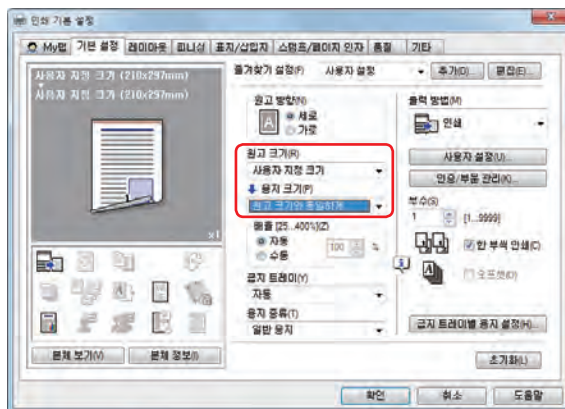 인쇄 기본 설정
My탭 기본 설정 레이아웃 피니싱 표지/삽입지 스탬프/페이지 인자 품질 기타
사용자 지정 크기 (210x297mm)
사용자 지정 크기 (210x297mm)
x1
본체 보기(V) 본체 정보(I)
즐겨찾기 설정(F) 사용자 설정 추가(D)... 편집(E)...
원고 방향(N)
A 세로
가로
원고 크기(R)
사용자 지정 크기
용지 크기(P)
원고 크기와 동일하게
배율 [25...400%](Z)
자동
수동
100 %
급지 트레이(Y)
자동
용지 종류(T)
일반 용지
출력 방법(M)
인쇄
사용자 설정(U)...
인증/부문 관리(K)...
부수(S)
1 [1...9999]
한 부씩 인쇄(C)
오프셋(O)
급지 트레이별 용지 설정(H)...
초기화(L)
확인 취소 도움말